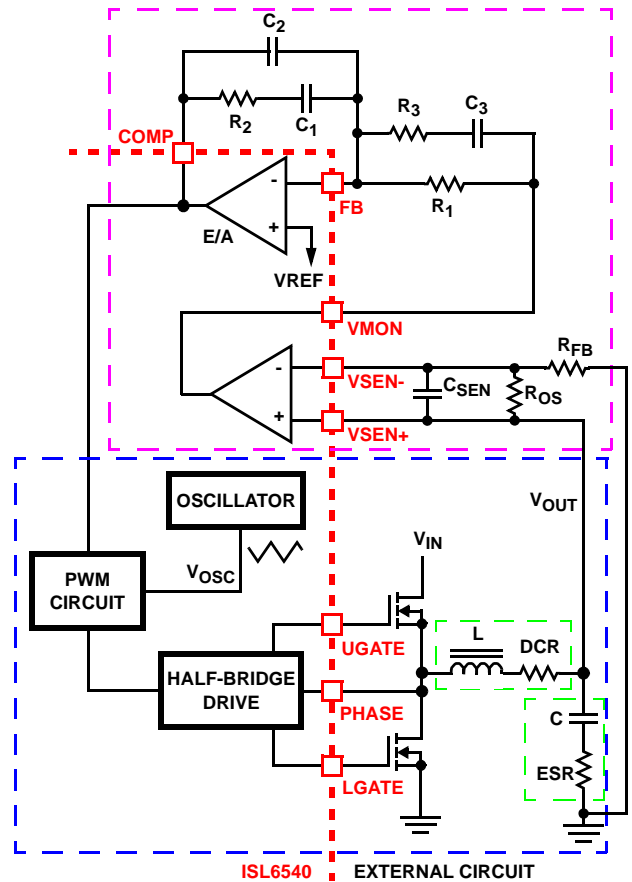 C2
R2
C1
R3
C3
COMP
-
+
E/A
FB
R1
VREF
VMON
-
+
VSEN-
VSEN+
CSEN
ROS
RFB
OSCILLATOR
VOSC
PWM
CIRCUIT
VIN
VOUT
HALF-BRIDGE
DRIVE
UGATE
PHASE
LGATE
L
DCR
C
ESR
ISL6540
EXTERNAL CIRCUIT